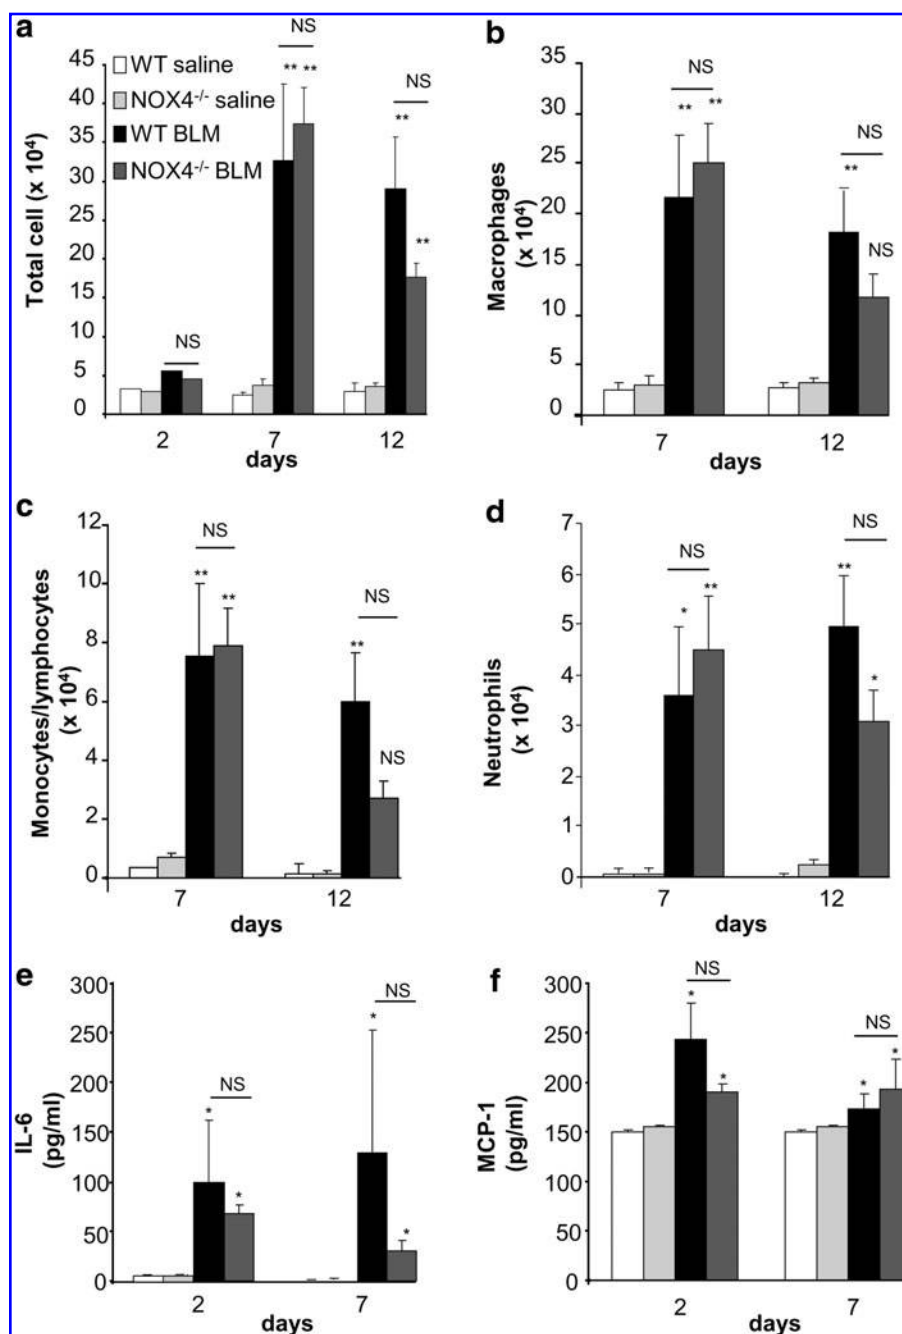 a
NS
45
40
35
30
25
20
15
10
5
0
Total cell (x 10⁴)
WT saline
NOX4⁻/⁻ saline
WT BLM
NOX4⁻/⁻ BLM
** **
NS
**
**
NS
2 7 12
days
b
35
30
25
20
15
10
5
0
Macrophages
(x 10⁴)
NS
** **
NS
**
NS
7 12
days
c
12
10
8
6
4
2
0
Monocytes/lymphocytes
(x 10⁴)
NS
** **
NS
**
NS
7 12
days
d
7
6
5
4
3
2
1
0
Neutrophils
(x 10⁴)
NS
* **
NS
**
*
7 12
days
e
300
250
200
150
100
50
0
IL-6
(pg/ml)
NS
*
*
NS
*
*
2 7
days
f
300
250
200
150
100
50
0
MCP-1
(pg/ml)
NS
*
*
NS
* *
2 7
days